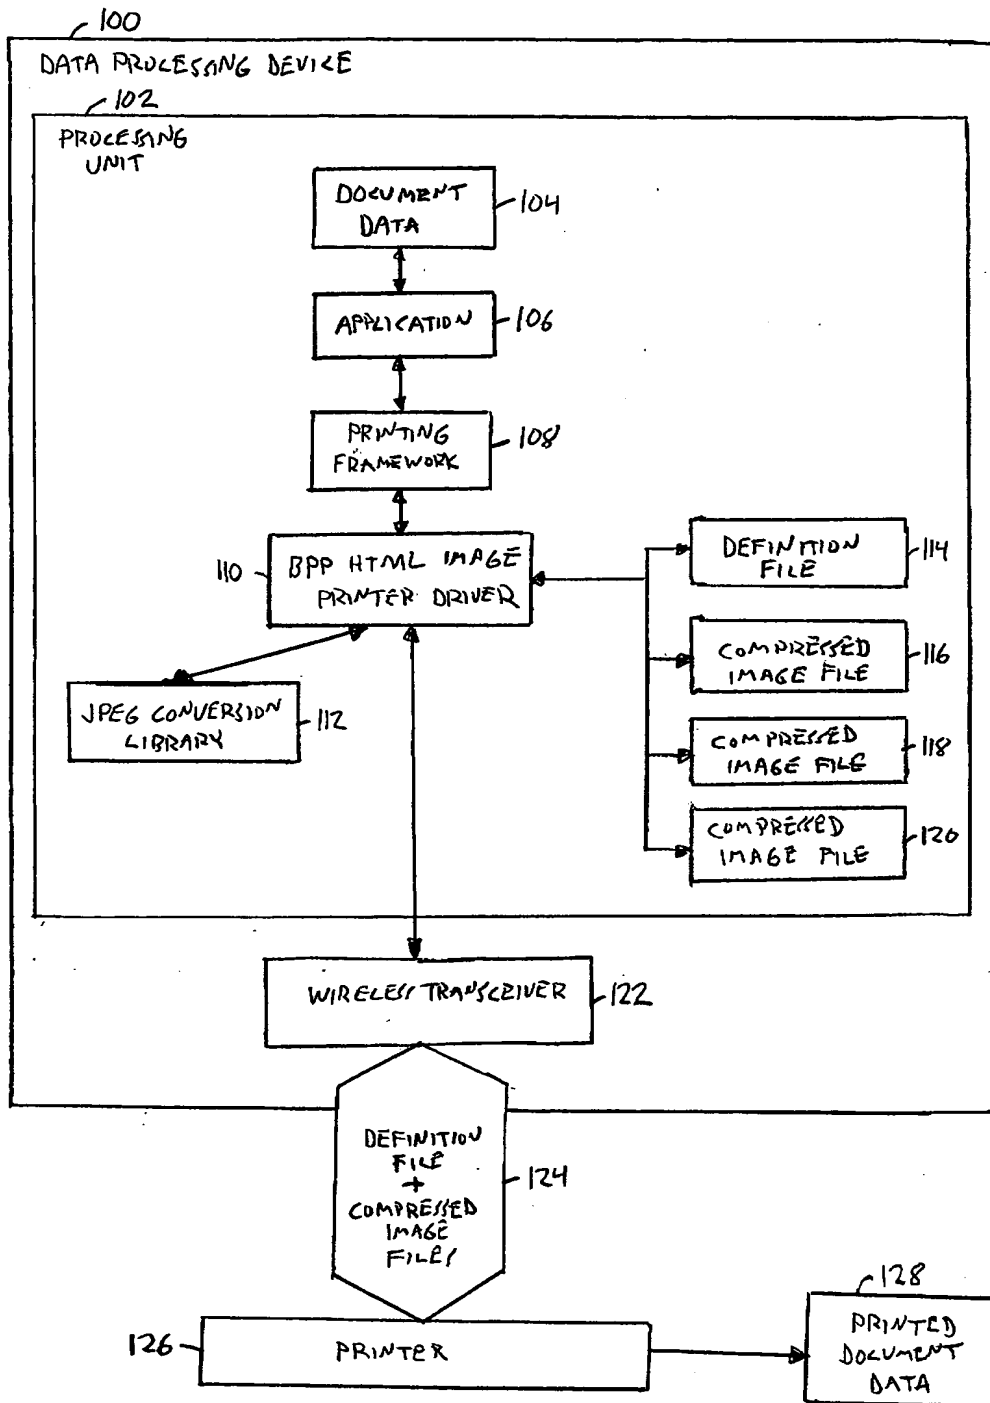 100
DATA PROCESSING DEVICE
102
PROCESSING
UNIT
DOCUMENT
DATA
104
APPLICATION
106
PRINTING
FRAMEWORK
108
110
BPP HTML IMAGE
PRINTER DRIVER
DEFINITION
FILE
114
COMPRESSED
IMAGE FILE
116
JPEG CONVERSION
LIBRARY
112
COMPRESSED
IMAGE FILE
118
COMPRESSED
IMAGE FILE
120
WIRELESS TRANSCEIVER
122
DEFINITION
FILE
+
COMPRESSED
IMAGE
FILES
124
126
PRINTER
128
PRINTED
DOCUMENT
DATA